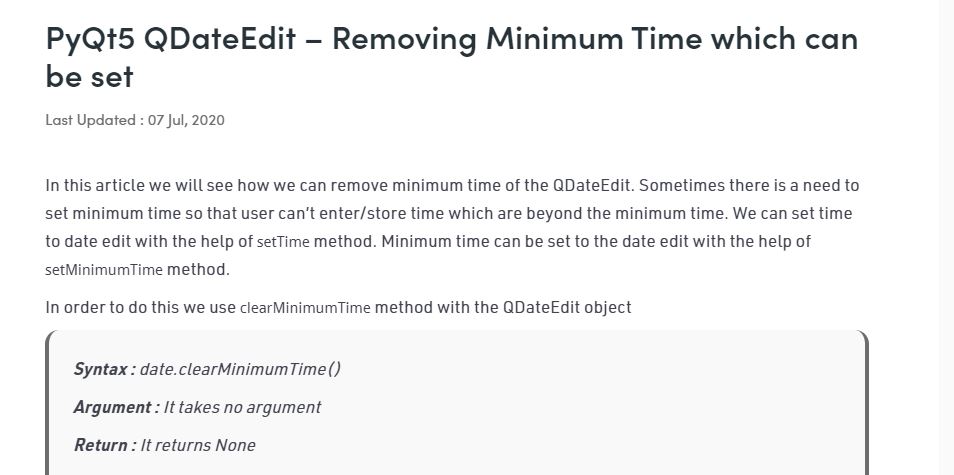 PyQt5 QDateEdit – Removing Minimum Time which can
be set
Last Updated : 07 Jul, 2020
In this article we will see how we can remove minimum time of the QDateEdit. Sometimes there is a need to
set minimum time so that user can't enter/store time which are beyond the minimum time. We can set time
to date edit with the help of setTime method. Minimum time can be set to the date edit with the help of
setMinimumTime method.
In order to do this we use clearMinimumTime method with the QDateEdit object
Syntax : date.clearMinimumTime()
Argument : It takes no argument
Return : It returns None